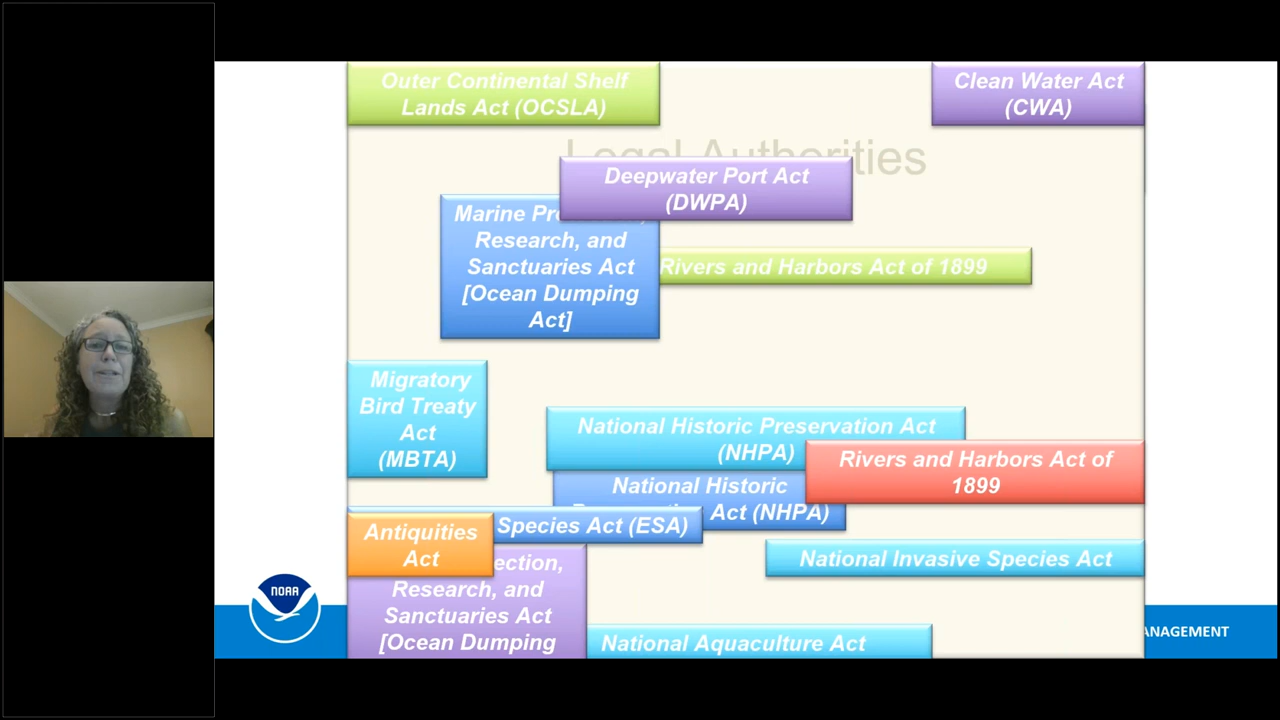 Outer Continental Shelf
Lands Act (OCSLA)
Clean Water Act
(CWA)
Legal Authorities
Deepwater Port Act
(DWPA)
Marine
Research, and
Sanctuaries Act
[Ocean Dumping
Act]
Rivers and Harbors Act of 1899
Migratory
Bird Treaty
Act
(MBTA)
National Historic Preservation Act
(NHPA)
Rivers and Harbors Act of
1899
National Historic
Act (NHPA)
Species Act (ESA)
Antiquities
Act
ection,
Research, and
Sanctuaries Act
[Ocean Dumping
National Invasive Species Act
National Aquaculture Act
NOAA
ANAGEMENT